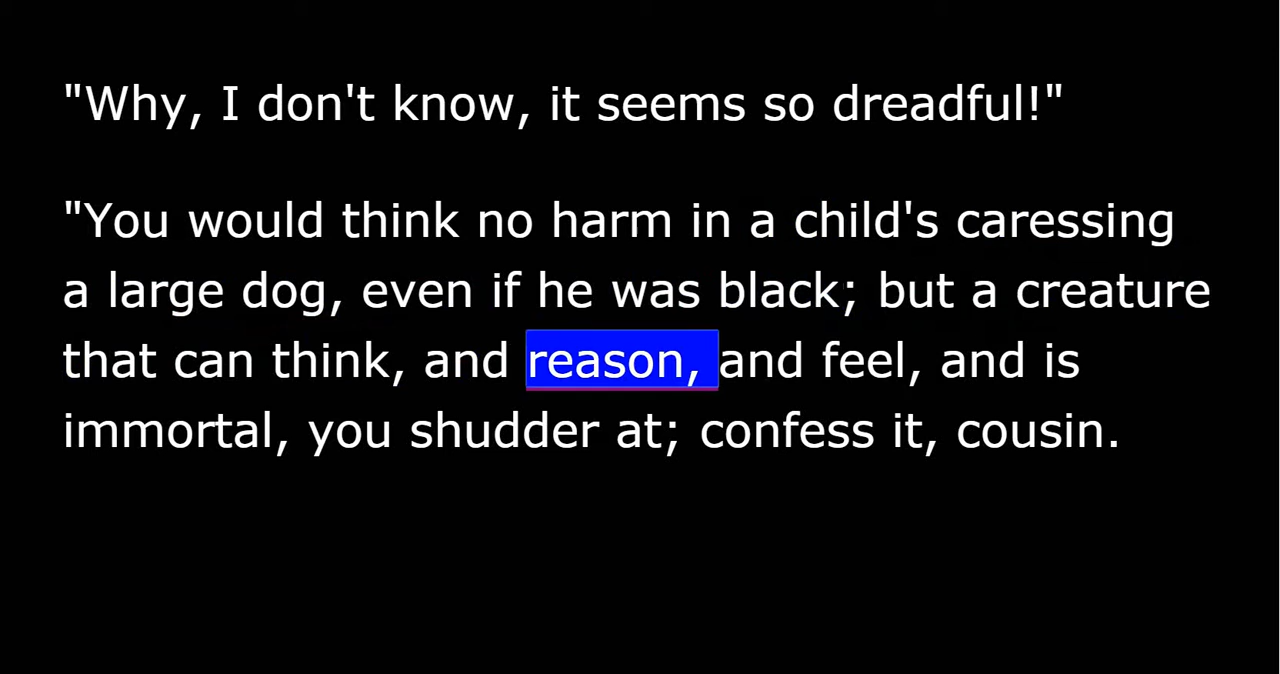 "Why, I don't know, it seems so dreadful!"
"You would think no harm in a child's caressing
a large dog, even if he was black; but a creature
that can think, and reason, and feel, and is
immortal, you shudder at; confess it, cousin.